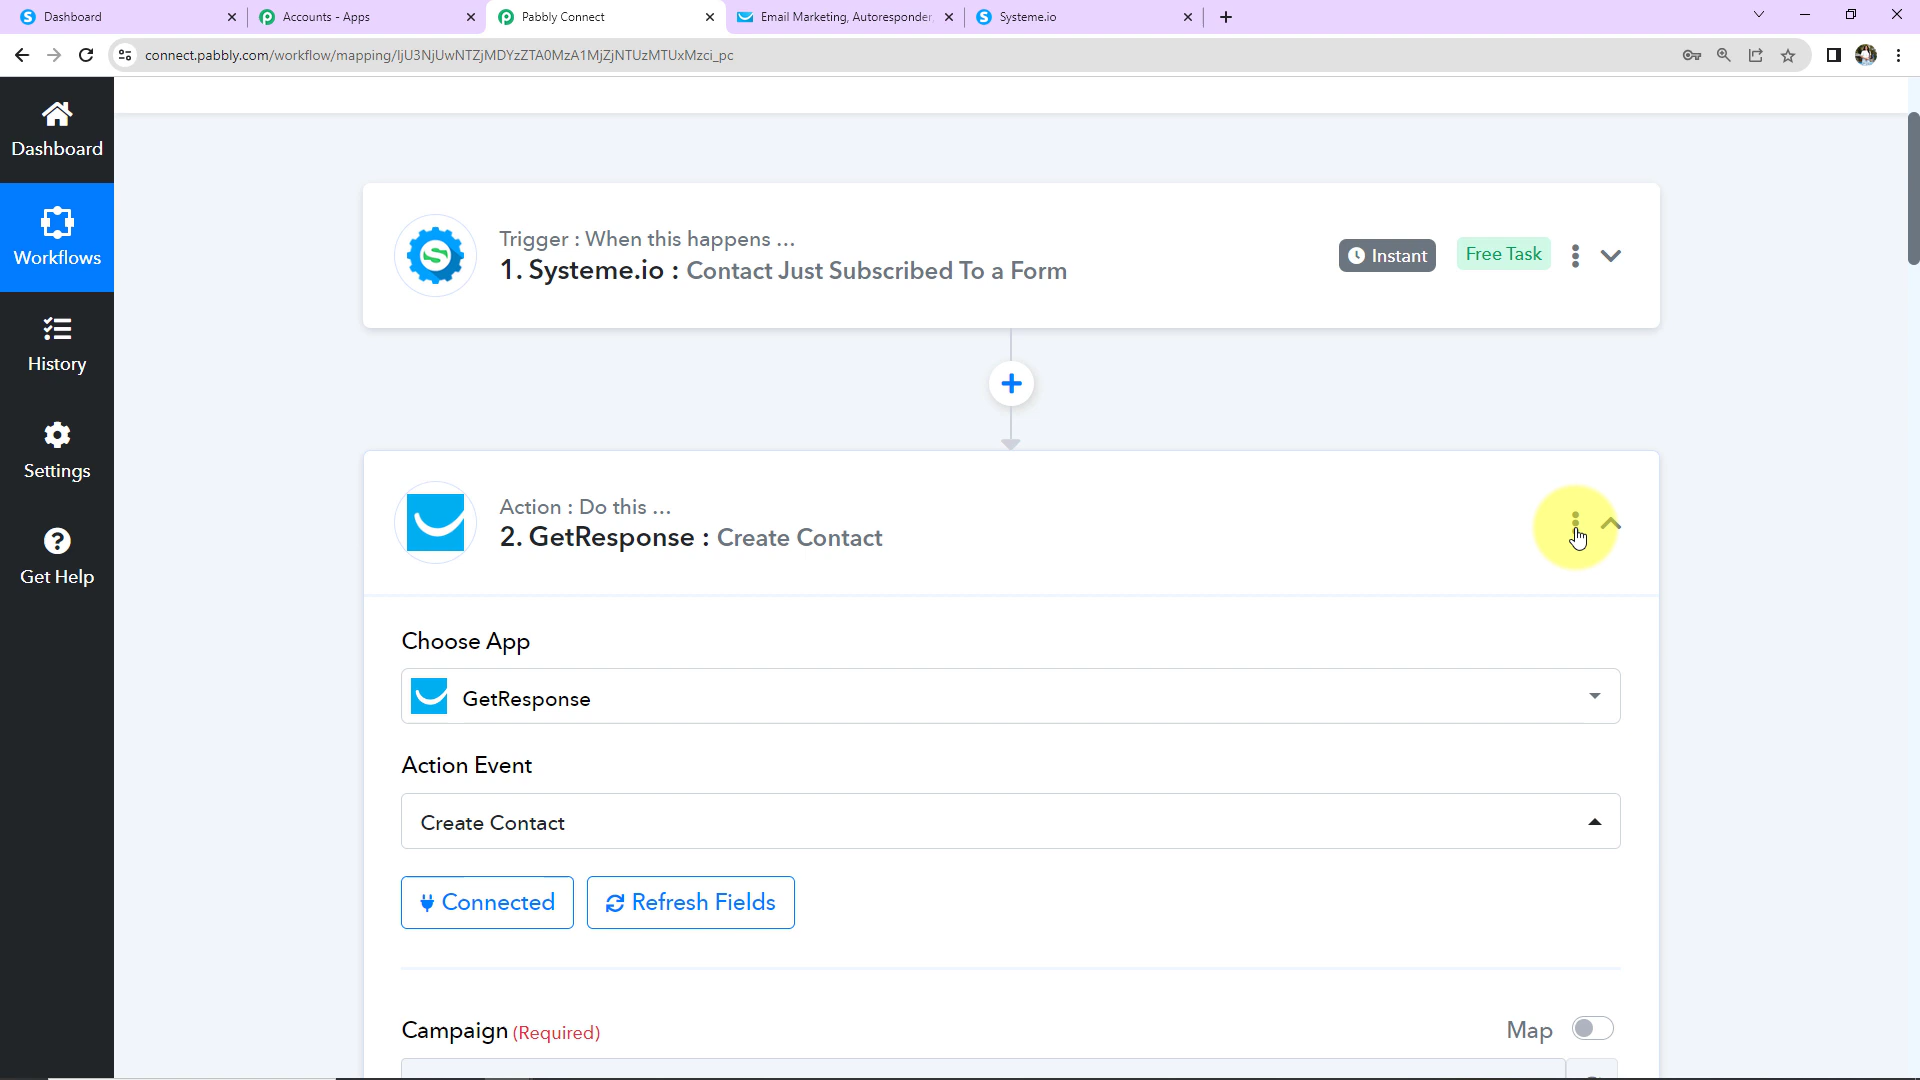 Dashboard
Accounts - Apps
Pabbly Connect
Email Marketing, Autoresponder,
Systeme.io
connect.pabbly.com/workflow/mapping/IjU3NjUwNTZjMDYzZTA0MzA1MjZjNTUzMTUxMzci_pc
Dashboard
Workflows
History
Settings
Get Help
Trigger : When this happens ...
1. Systeme.io : Contact Just Subscribed To a Form
Instant
Free Task
Action : Do this ...
2. GetResponse : Create Contact
Choose App
GetResponse
Action Event
Create Contact
Connected
Refresh Fields
Campaign (Required)
Map